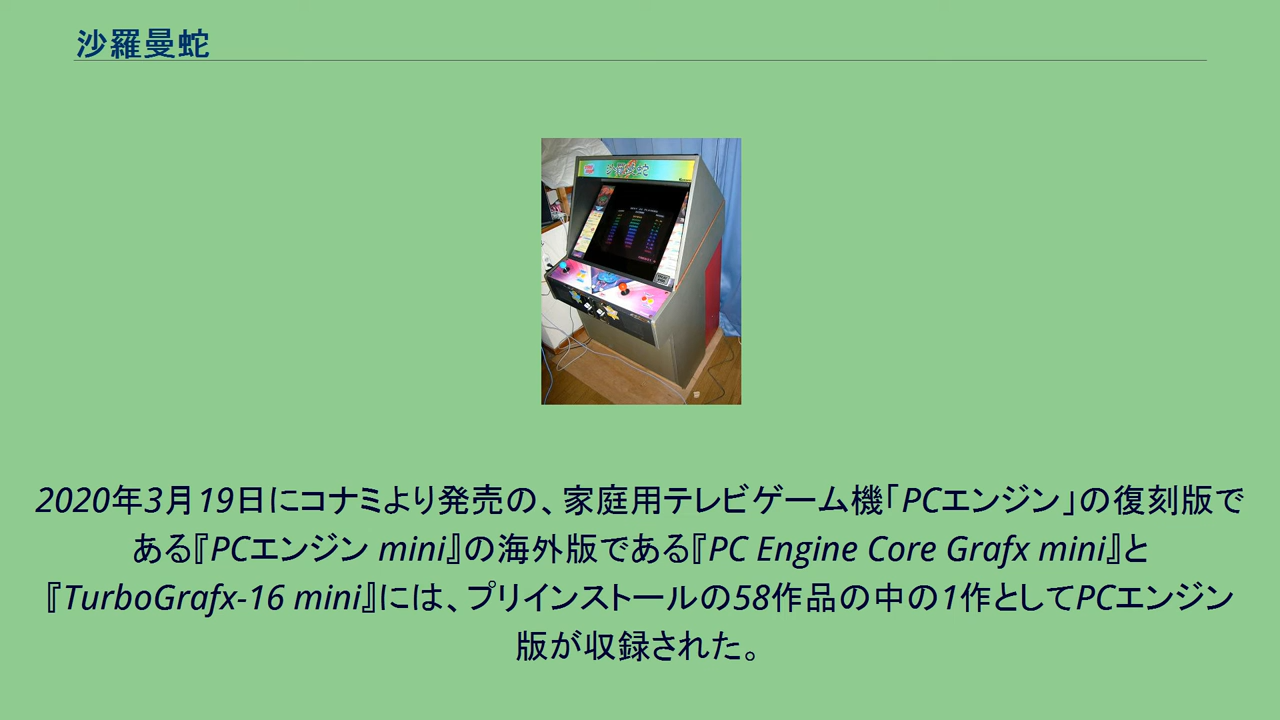 沙羅曼蛇
沙羅曼蛇
2020年3月19日にコナミより発売の、家庭用テレビゲーム機「PCエンジン」の復刻版で
ある『PCエンジン mini』の海外版である『PC Engine Core Grafx mini』と
『TurboGrafx-16 mini』には、プリインストールの58作品の中の1作としてPCエンジン
版が収録された。